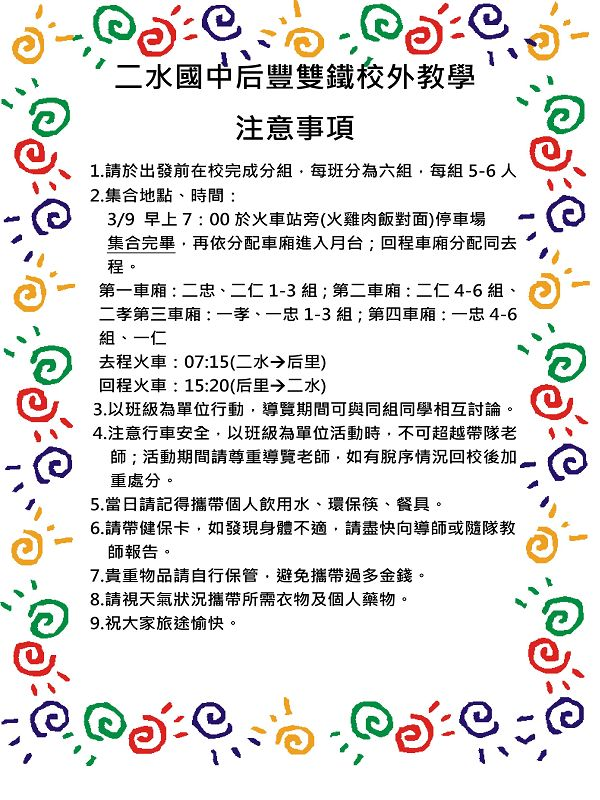 二水國中后豐雙鐵校外教學
注意事項
1.請於出發前在校完成分組，每班分為六組，每組 5-6 人
2.集合地點、時間：
3/9 早上 7：00 於火車站旁(火雞肉飯對面)停車場
集合完畢，再依分配車廂進入月台；回程車廂分配同去
程。
第一車廂：二忠、二仁 1-3 組；第二車廂：二仁 4-6 組、
二孝第三車廂：一孝、一忠 1-3 組；第四車廂：一忠 4-6
組、一仁
去程火車：07:15(二水→后里)
回程火車：15:20(后里→二水)
3.以班級為單位行動，導覽期間可與同組同學相互討論。
4.注意行車安全，以班級為單位活動時，不可超越帶隊老
師；活動期間請尊重導覽老師，如有脫序情況回校後加
重處分。
5.當日請記得攜帶個人飲用水、環保筷、餐具。
6.請帶健保卡，如發現身體不適，請盡快向導師或隨隊教
師報告。
7.貴重物品請自行保管，避免攜帶過多金錢。
8.請視天氣狀況攜帶所需衣物及個人藥物。
9.祝大家旅途愉快。